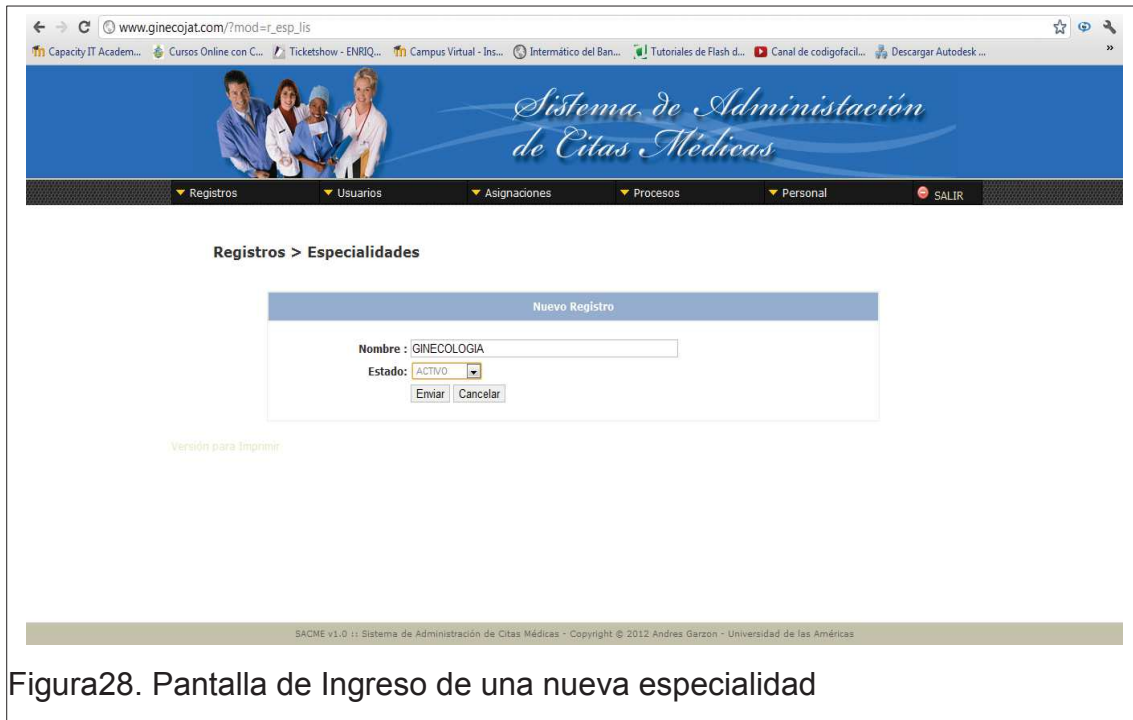 www.ginecojat.com/?mod=r_esp_lis
Capacity IT Academ... Cursos Online con C... Ticketshow - ENRIQ... Campus Virtual - Ins... Intermático del Ban... Tutoriales de Flash d... Canal de codigofacil... Descargar Autodesk ... »
Sistema de Administación
de Citas Médicas
Registros Usuarios Asignaciones Procesos Personal SALIR
Registros > Especialidades
Nuevo Registro
Nombre : GINECOLOGIA
Estado: ACTIVO
Enviar Cancelar
Versión para Imprimir
SACME v1.0 :: Sistema de Administración de Citas Médicas - Copyright © 2012 Andres Garzon - Universidad de las Américas
Figura28. Pantalla de Ingreso de una nueva especialidad